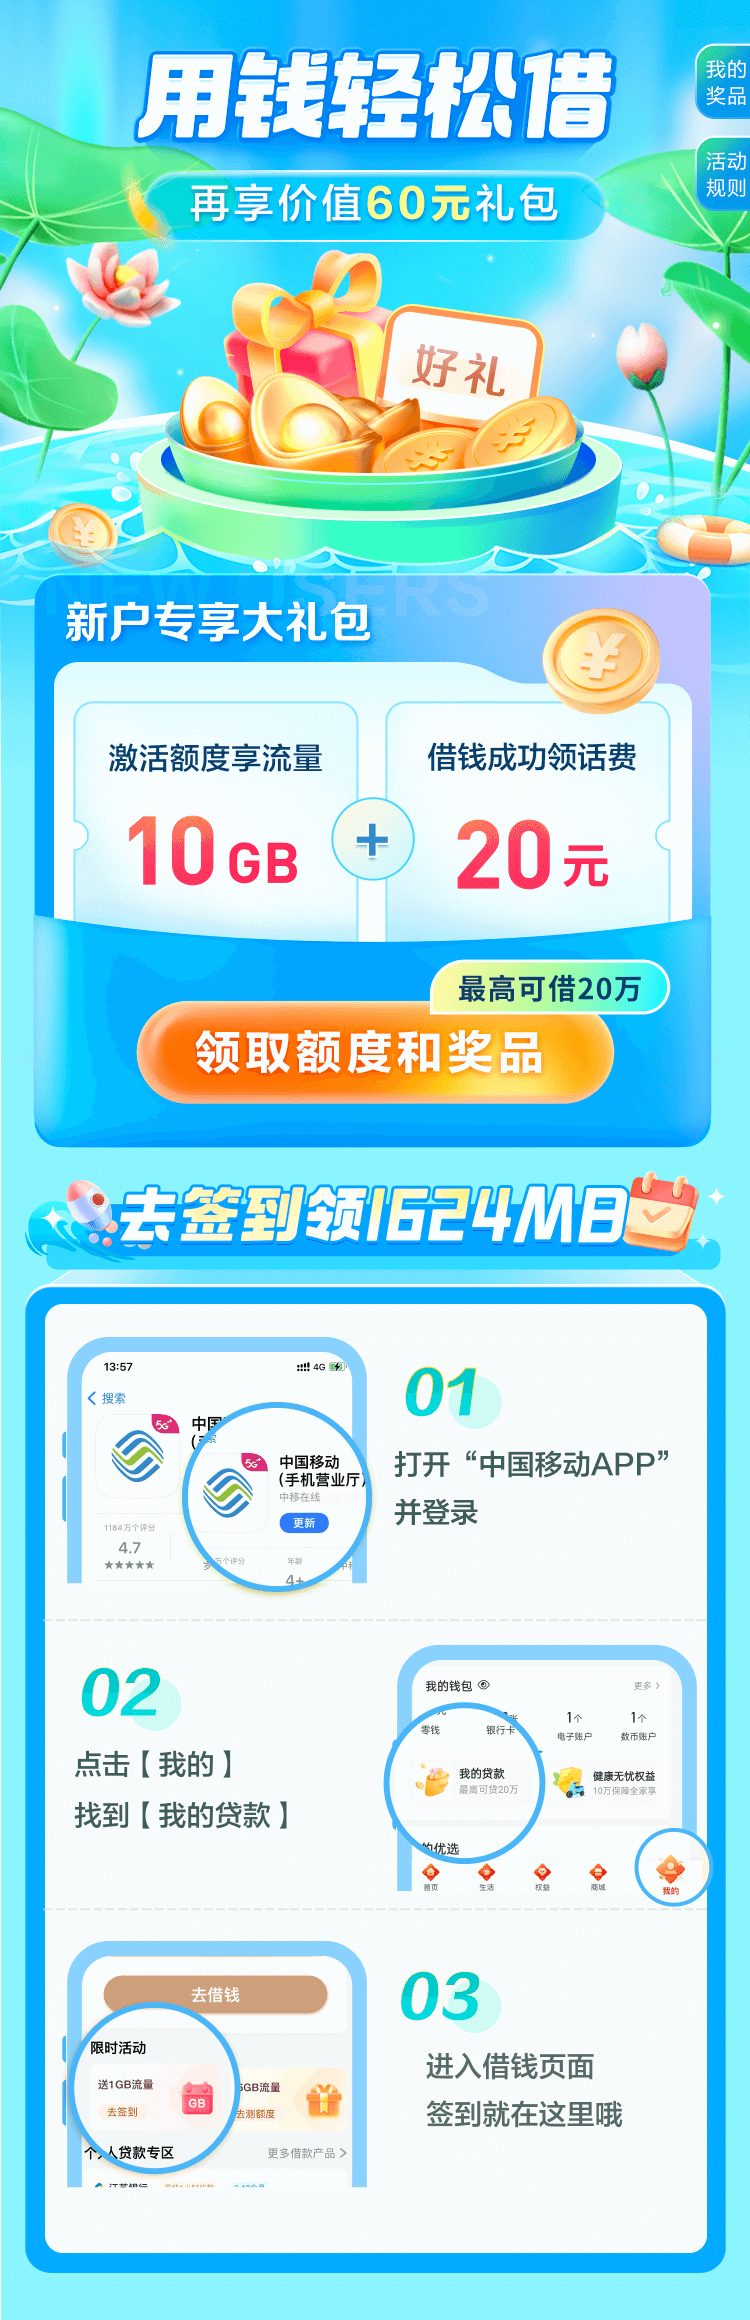 用钱轻松借
我的
奖品
再享价值60元礼包
活动
规则
好礼
NEW USERS
新户专享大礼包
激活额度享流量
10GB
+
借钱成功领话费
20元
最高可借20万
领取额度和奖品
去签到领1624MB
13:57
4G
搜索
5G
中国移动
(手机营业厅)
中移在线
更新
1184万个评分
4.7
★★★★★
万个评分
年龄
4+
01
打开“中国移动APP”
并登录
02
点击【我的】
找到【我的贷款】
我的钱包
更多
1个
1个
零钱
银行卡
电子账户
数币账户
我的贷款
最高可贷20万
健康无忧权益
10万保障全家享
的优选
首页
生活
权益
商城
我的
去借钱
限时活动
送1GB流量
去签到
GB
5GB流量
去测额度
个人贷款专区
更多借款产品
03
进入借钱页面
签到就在这里哦